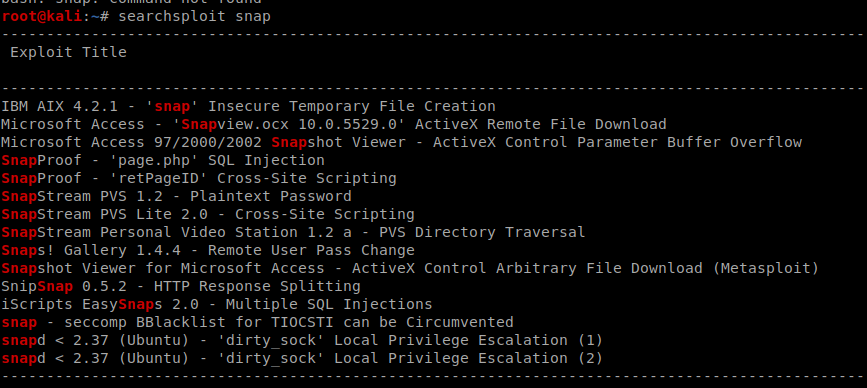 bash: snap: command not found
root@kali:~# searchsploit snap
------------------------------------------------------------------------------------------------
Exploit Title
------------------------------------------------------------------------------------------------
IBM AIX 4.2.1 - 'snap' Insecure Temporary File Creation
Microsoft Access - 'Snapview.ocx 10.0.5529.0' ActiveX Remote File Download
Microsoft Access 97/2000/2002 Snapshot Viewer - ActiveX Control Parameter Buffer Overflow
SnapProof - 'page.php' SQL Injection
SnapProof - 'retPageID' Cross-Site Scripting
SnapStream PVS 1.2 - Plaintext Password
SnapStream PVS Lite 2.0 - Cross-Site Scripting
SnapStream Personal Video Station 1.2 a - PVS Directory Traversal
Snaps! Gallery 1.4.4 - Remote User Pass Change
Snapshot Viewer for Microsoft Access - ActiveX Control Arbitrary File Download (Metasploit)
SnipSnap 0.5.2 - HTTP Response Splitting
iScripts EasySnaps 2.0 - Multiple SQL Injections
snap - seccomp BBlacklist for TIOCSTI can be Circumvented
snapd < 2.37 (Ubuntu) - 'dirty_sock' Local Privilege Escalation (1)
snapd < 2.37 (Ubuntu) - 'dirty_sock' Local Privilege Escalation (2)
------------------------------------------------------------------------------------------------